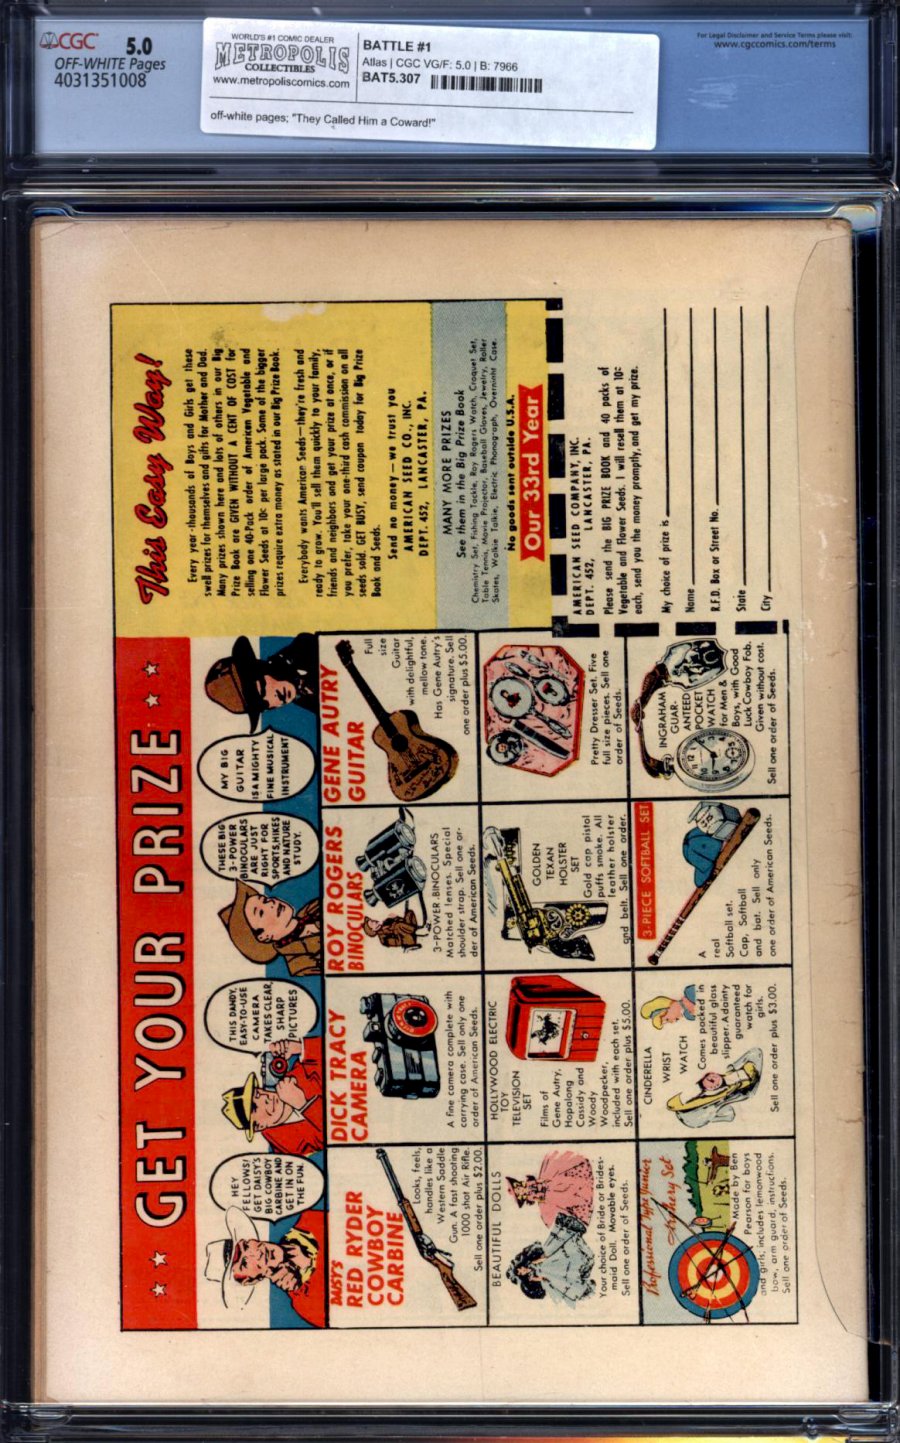 CGC 5.0
OFF-WHITE Pages
4031351008
WORLD'S #1 COMIC DEALER
METROPOLIS
COLLECTIBLES
www.metropoliscomics.com
BATTLE #1
Atlas | CGC VG/F: 5.0 | B: 7966
BAT5.307
off-white pages; "They Called Him a Coward!"
For Legal Disclaimer and Service Terms please visit:
www.cgccomics.com/terms
GET YOUR PRIZE
This Easy Way!
HEY
FELLOWS!
GET DAISY'S
BIG COWBOY
CARBINE AND
GET IN ON
THE FUN.
THIS DANDY,
EASY-TO-USE
CAMERA
TAKES CLEAR,
SHARP
PICTURES
THESE BIG
3-POWER
BINOCULARS
ARE JUST
RIGHT FOR
SPORTS, HIKES
AND NATURE
STUDY.
MY BIG
GUITAR
IS A MIGHTY
FINE MUSICAL
INSTRUMENT
Every year thousands of Boys and Girls get these
swell prizes for themselves and gifts for Mother and Dad.
Many prizes shown here and lots of others in our Big
Prize Book are GIVEN WITHOUT A CENT OF COST for
selling one 40-Pack order of American Vegetable and
Flower Seeds at 10c per large pack. Some of the bigger
prizes require extra money as stated in our Big Prize Book.
Everybody wants American Seeds—they're fresh and
ready to grow. You'll sell them quickly to your family,
friends and neighbors and get your prize at once, or if
you prefer, take your one-third cash commission on all
seeds sold. GET BUSY, send coupon today for Big Prize
Book and Seeds.
Send no money—we trust you
AMERICAN SEED CO., INC.
DEPT. 452, LANCASTER, PA.
MANY MORE PRIZES
See them in the Big Prize Book
Chemistry Set, Fishing Tackle, Roy Rogers Watch, Croquet Set,
Table Tennis, Movie Projector, Baseball Gloves, Jewelry, Roller
Skates, Walkie Talkie, Electric Phonograph, Overnight Case.
No goods sent outside U.S.A.
Our 33rd Year
AMERICAN SEED COMPANY, INC.
DEPT. 452, LANCASTER, PA.
Please send the BIG PRIZE BOOK and 40 packs of
Vegetable and Flower Seeds. I will resell them at 10c
each, send you the money promptly, and get my prize.
My choice of prize is
Name
R.F.D. Box or Street No.
State
City
DAISY'S
RED RYDER
COWBOY
CARBINE
Looks, feels,
handles like a
Western Saddle
Gun. A fast shooting
1000 shot Air Rifle.
Sell one order plus $2.00.
DICK TRACY
CAMERA
A fine camera complete with
carrying case. Sell only one
order of American Seeds.
ROY ROGERS
BINOCULARS
3-POWER BINOCULARS
Matched lenses. Special
shoulder strap. Sell one or-
der of American Seeds.
GENE AUTRY
GUITAR
Full
size
Guitar
with delightful,
mellow tone.
Has Gene Autry's
signature. Sell
one order plus $5.00.
BEAUTIFUL DOLLS
Your choice of Bride or Brides-
maid Doll. Movable eyes.
Sell one order of Seeds.
HOLLYWOOD ELECTRIC
TOY
TELEVISION
SET
Films of
Gene Autry,
Hopalong
Cassidy and
Woody
Woodpecker,
included with each set.
Sell one order plus $5.00.
GOLDEN
TEXAN
HOLSTER
SET
Gold cap pistol
puffs smoke. All
leather holster
and belt. Sell one order.
Pretty Dresser Set. Five
full size pieces. Sell one
order of Seeds.
Professional Type Junior
Archery Set
Made by Ben
Pearson for boys
and girls, includes lemonwood
bow, arm guard, instructions.
Sell one order of Seeds.
CINDERELLA
WRIST
WATCH
Comes packed in
beautiful glass
slipper. A dainty
guaranteed
watch for
girls.
Sell one order plus $3.00.
3-PIECE SOFTBALL SET
A
real
Softball set.
Cap, Softball
and bat. Sell only
one order of American Seeds.
INGRAHAM
GUAR-
ANTEED
POCKET
WATCH
for Men &
Boys, with Good
Luck Cowboy Fob.
Given without cost.
Sell one order of Seeds.